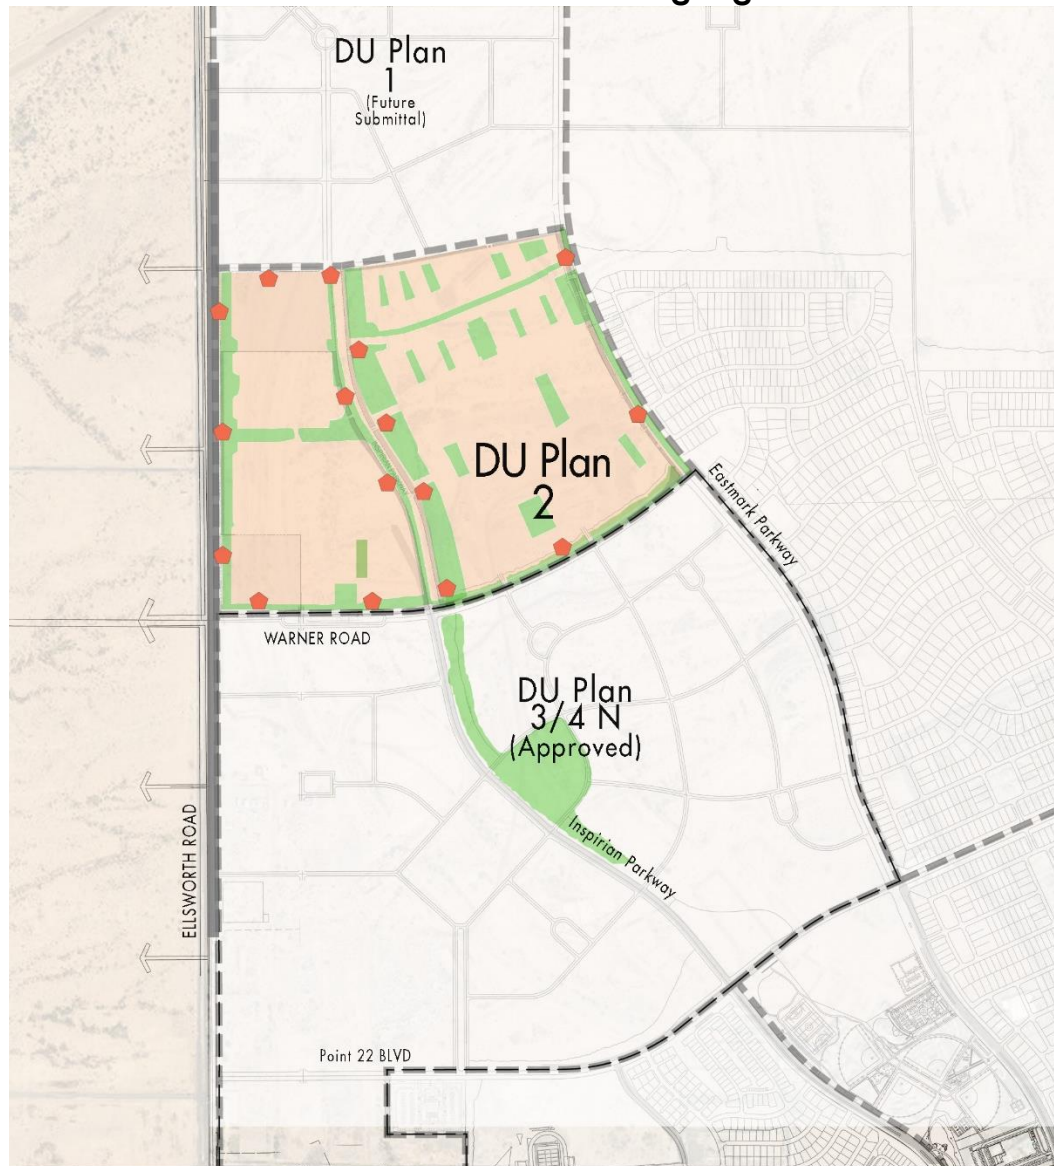 DU Plan
1
(Future
Submittal)
DU Plan
2
Eastmark Parkway
WARNER ROAD
DU Plan
3/4 N
(Approved)
Inspirian Parkway
ELLSWORTH ROAD
Point 22 BLVD